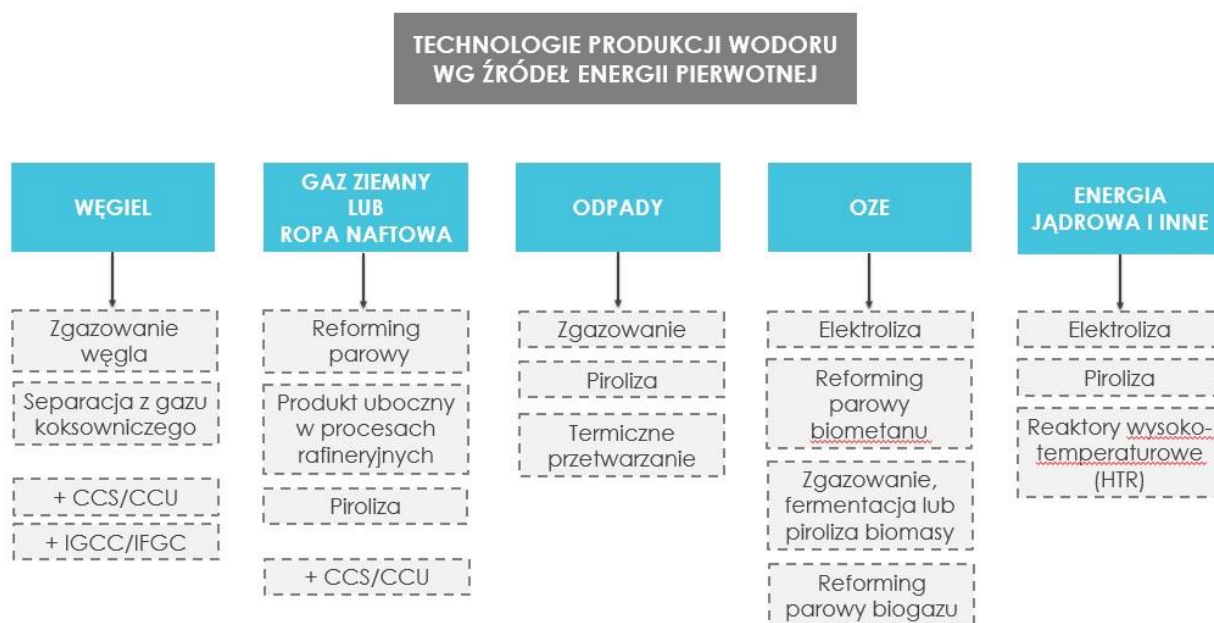 TECHNOLOGIE PRODUKCJI WODORU
WG ŹRÓDEŁ ENERGII PIERWOTNEJ
WĘGIEL
Zgazowanie
węgla
Separacja z gazu
koksowniczego
+ CCS/CCU
+ IGCC/IFGC
GAZ ZIEMNY
LUB
ROPA NAFTOWA
Reforming
parowy
Produkt uboczny
w procesach
rafineryjnych
Piroliza
+ CCS/CCU
ODPADY
Zgazowanie
Piroliza
Termiczne
przetwarzanie
OZE
Elektroliza
Reforming
parowy
biometanu
Zgazowanie,
fermentacja lub
piroliza biomasy
Reforming
parowy biogazu
ENERGIA
JĄDROWA I INNE
Elektroliza
Piroliza
Reaktory wysoko-
temperaturowe
(HTR)